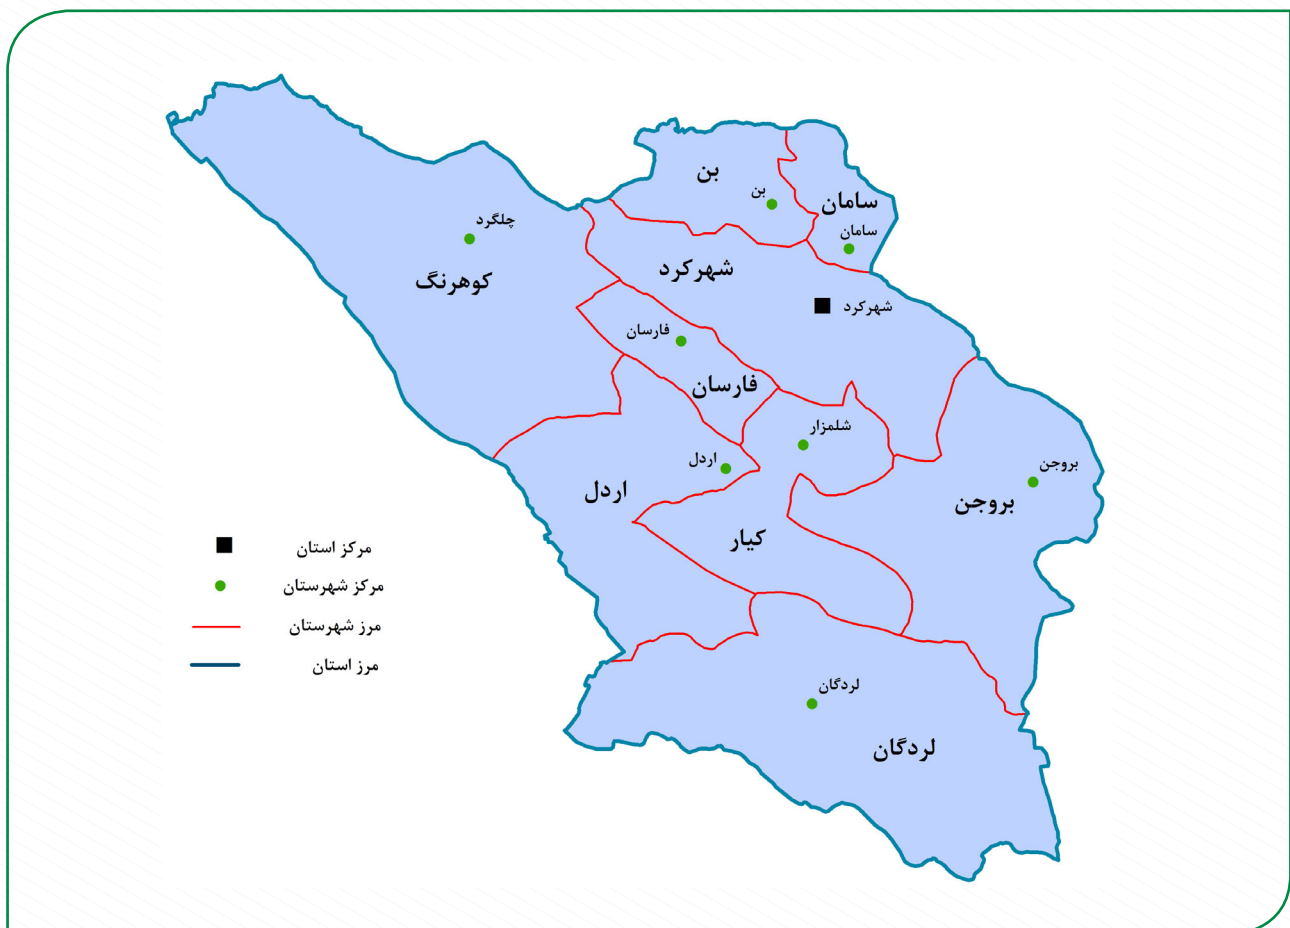 بن
بن
سامان
سامان
چلگرد
کوهرنگ
شهرکرد
شهرکرد
فارسان
فارسان
شلمزار
اردل
اردل
بروجن
بروجن
کیار
لردگان
لردگان
مرکز استان
مرکز شهرستان
مرز شهرستان
مرز استان